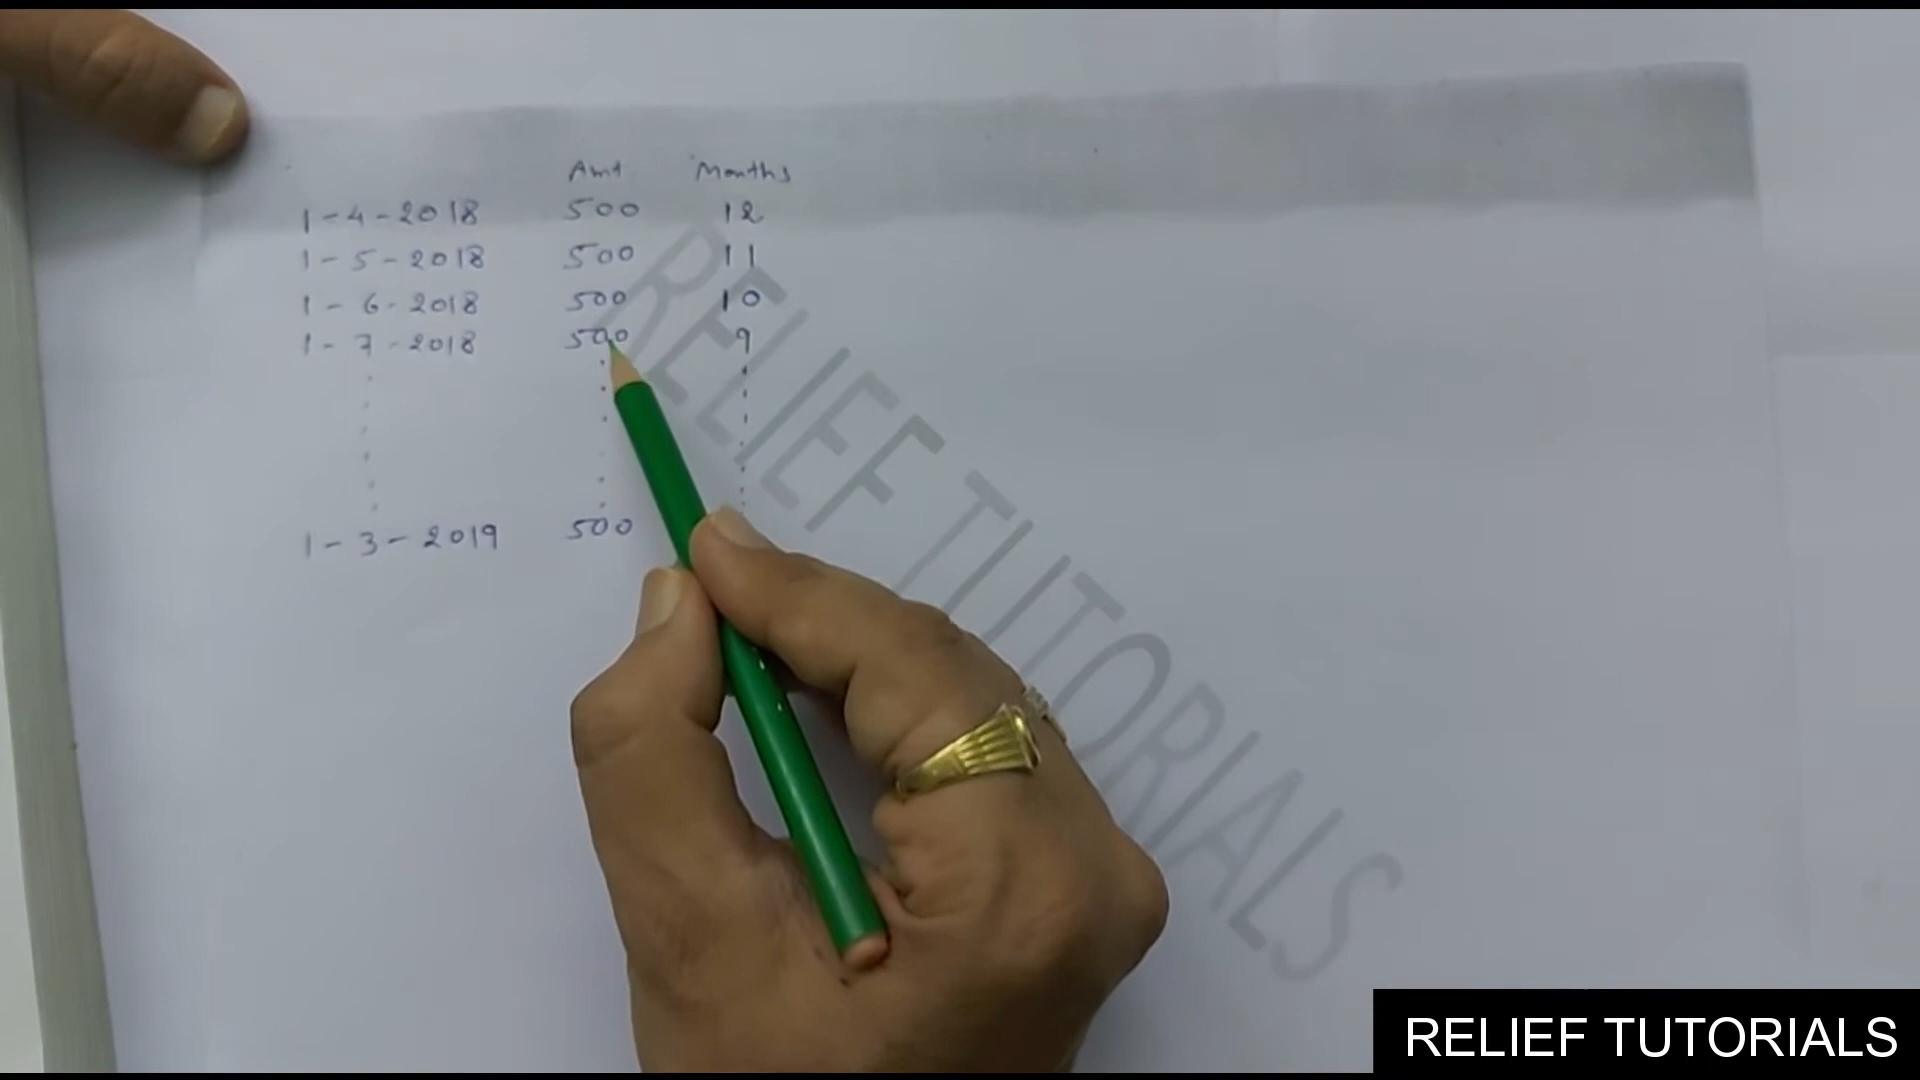 Amt Months
1-4-2018 500 12
1-5-2018 500 11
1-6-2018 500 10
1-7-2018 500 9
1-3-2019 500
RELIEF TUTORIALS
RELIEF TUTORIALS